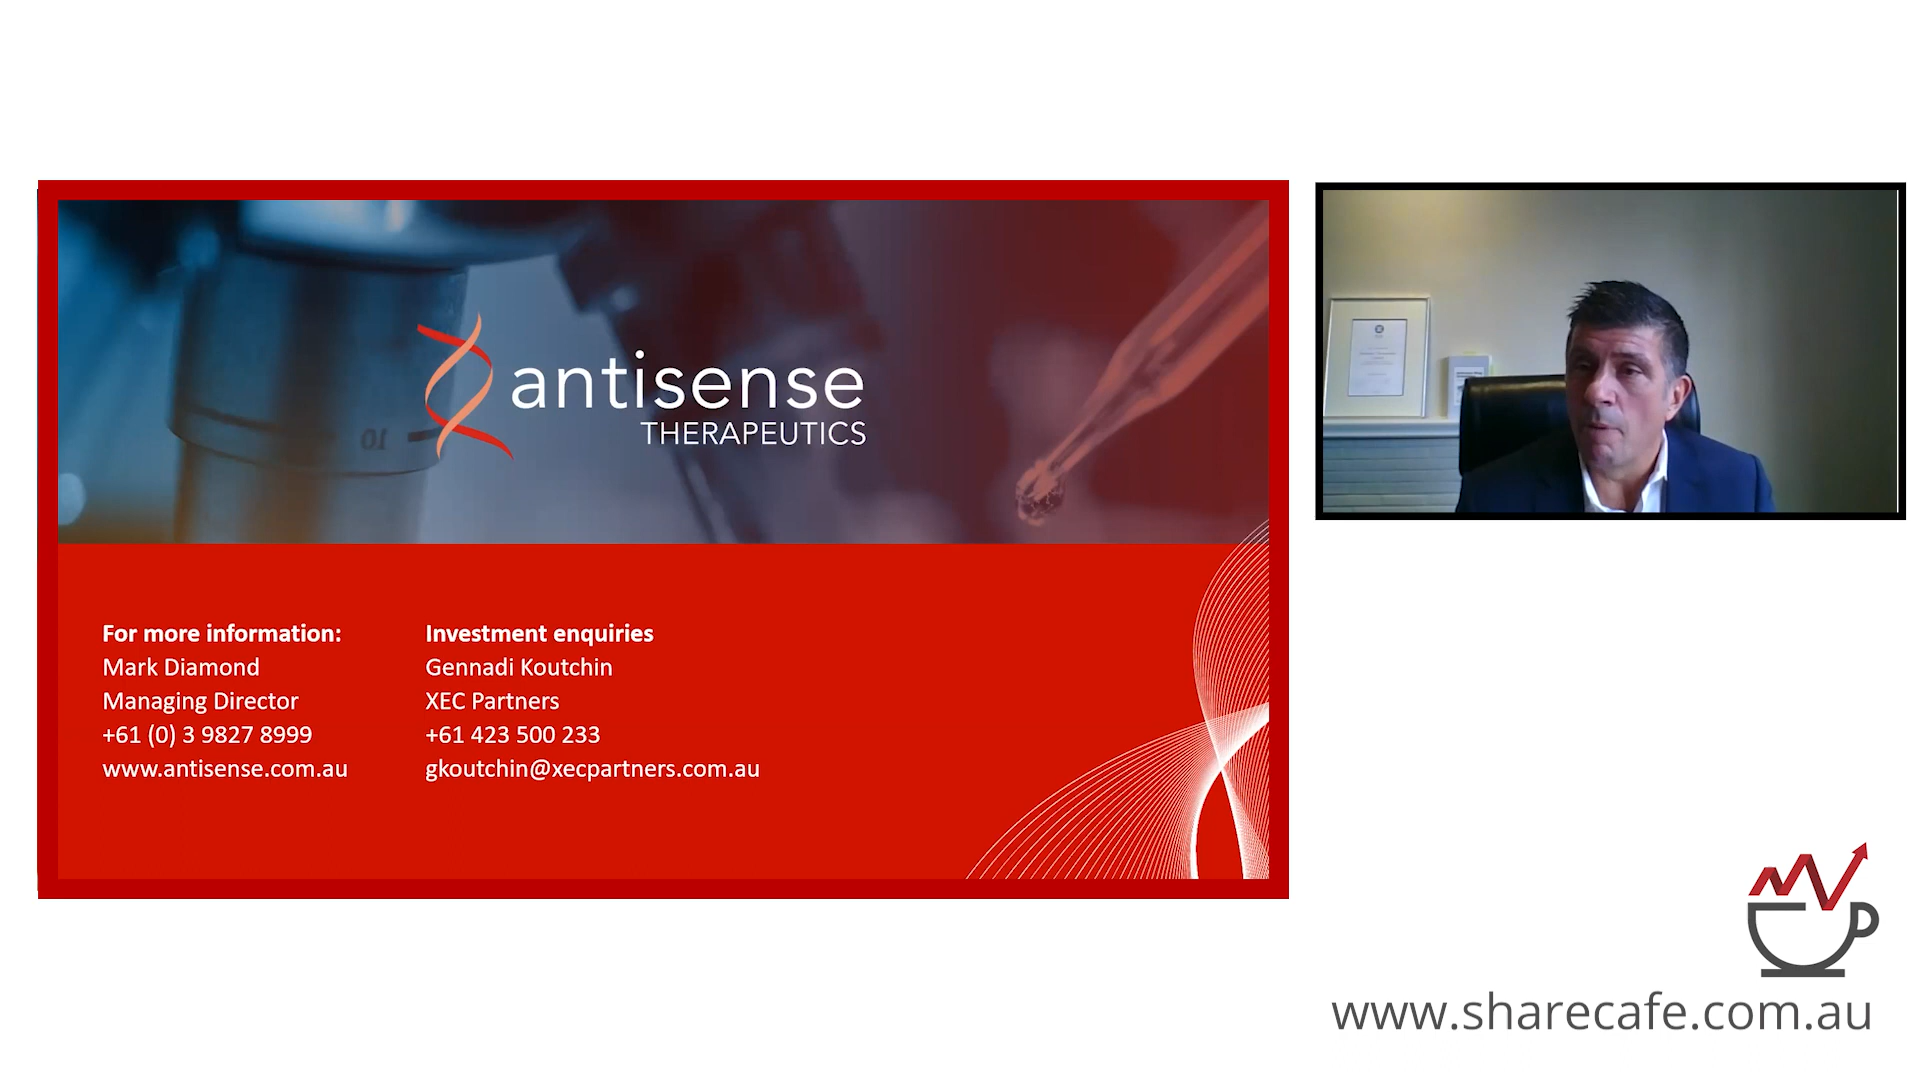 antisense
THERAPEUTICS
For more information:
Mark Diamond
Managing Director
+61 (0) 3 9827 8999
www.antisense.com.au
Investment enquiries
Gennadi Koutchin
XEC Partners
+61 423 500 233
gkoutchin@xecpartners.com.au
www.sharecafe.com.au